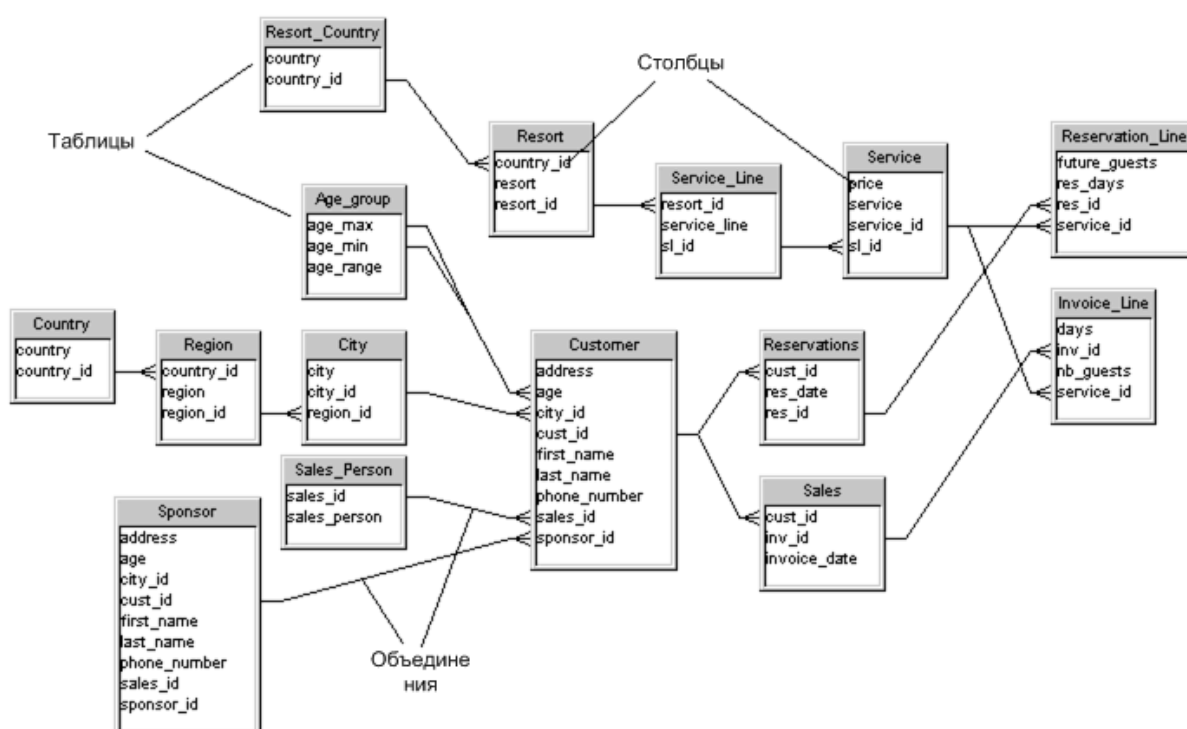 Resort_Country
country
country_id
Столбцы
Таблицы
Resort
country_id
resort
resort_id
Service_Line
resort_id
service_line
sl_id
Service
price
service
service_id
sl_id
Reservation_Line
future_guests
res_days
res_id
service_id
Age_group
age_max
age_min
age_range
Country
country
country_id
Region
country_id
region
region_id
City
city
city_id
region_id
Customer
address
age
city_id
cust_id
first_name
last_name
phone_number
sales_id
sponsor_id
Reservations
cust_id
res_date
res_id
Invoice_Line
days
inv_id
nb_guests
service_id
Sales_Person
sales_id
sales_person
Sales
cust_id
inv_id
invoice_date
Sponsor
address
age
city_id
cust_id
first_name
last_name
phone_number
sales_id
sponsor_id
Объедине
ния